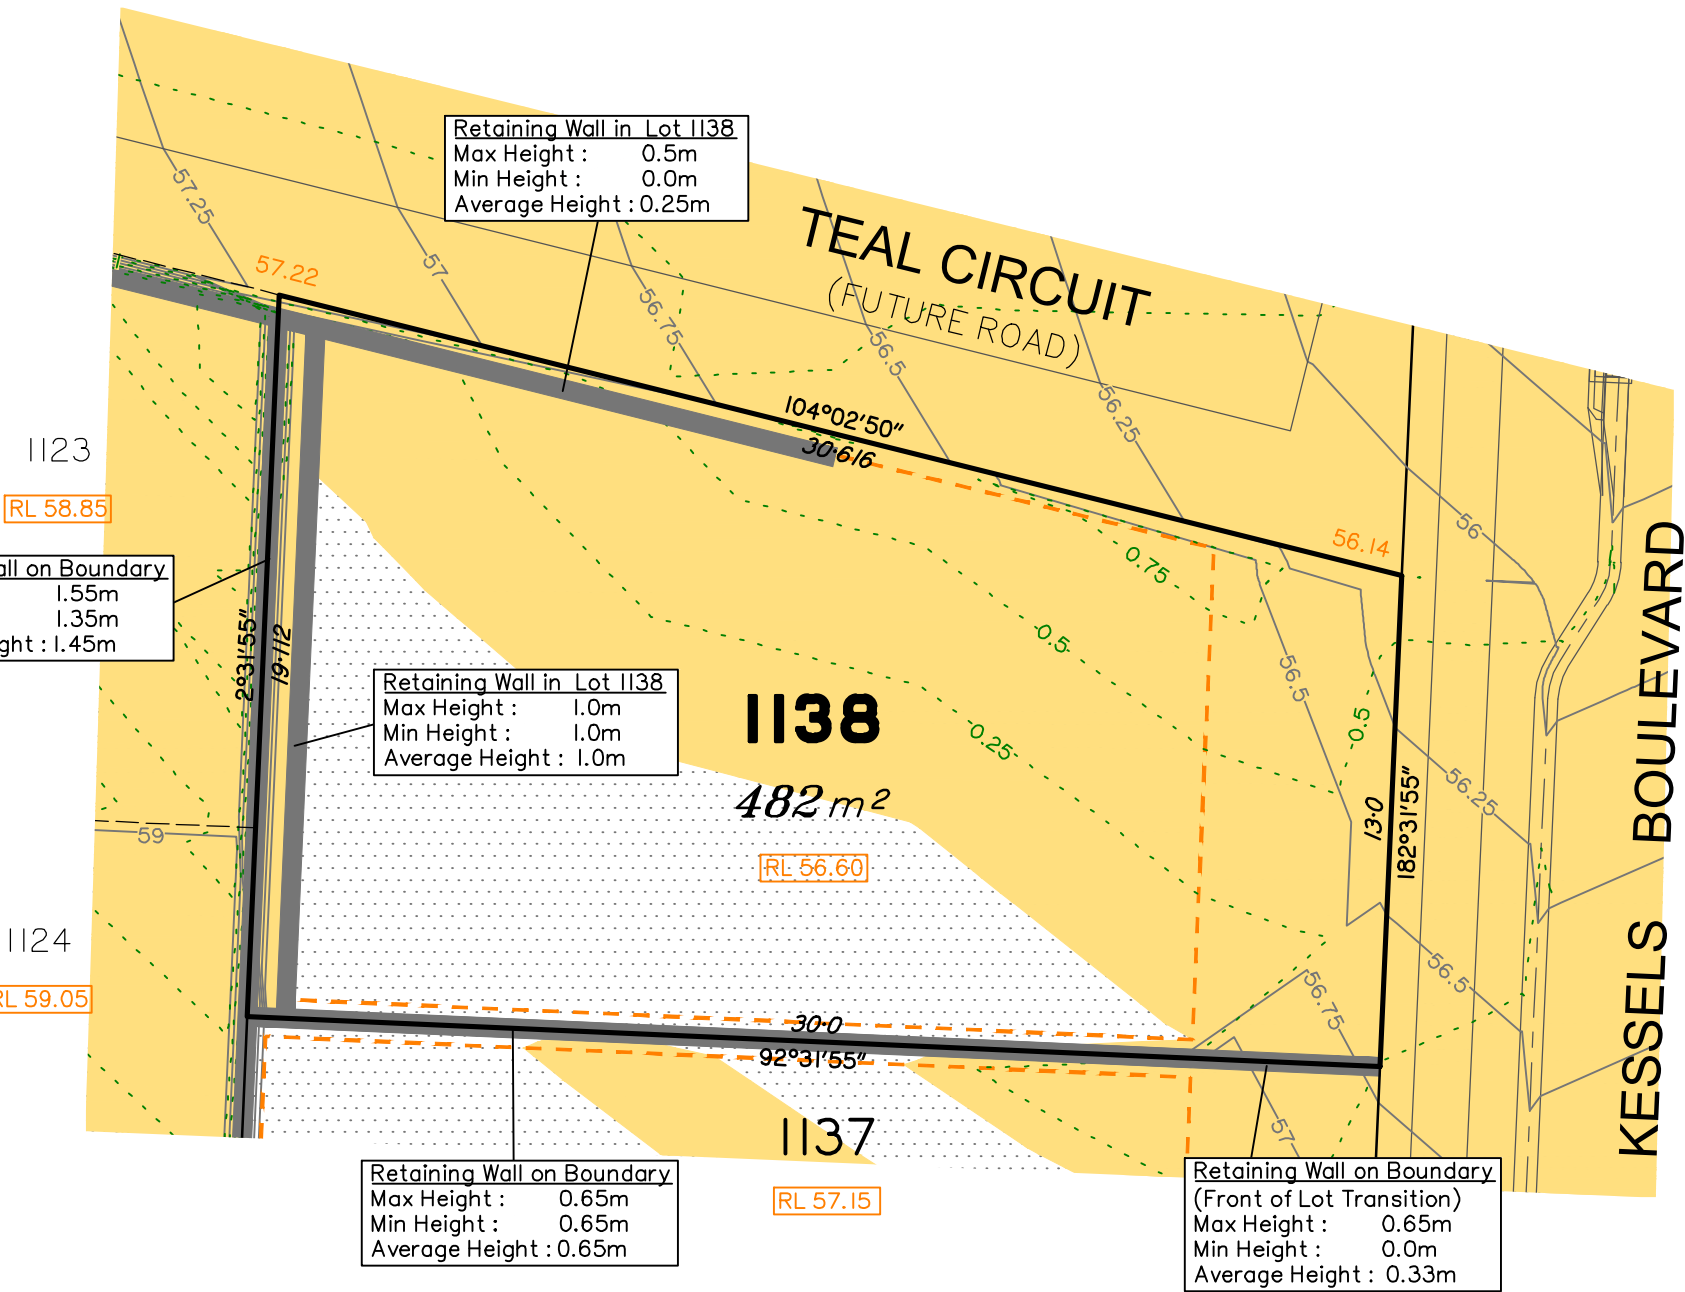 Retaining Wall in Lot 1138
Max Height : 0.5m
Min Height : 0.0m
Average Height : 0.25m
57.25
57.22
57
56.75
TEAL CIRCUIT
(FUTURE ROAD)
56.5
56.25
104°02'50"
30·616
56.14
56
1123
RL 58.85
all on Boundary
1.55m
1.35m
ght : 1.45m
2°31'55"
19·112
Retaining Wall in Lot 1138
Max Height : 1.0m
Min Height : 1.0m
Average Height : 1.0m
1138
482 m²
RL 56.60
0.75
0.5
0.25
56.5
0.5
13·0
182°31'55"
56.25
56.5
56.75
57
KESSELS BOULEVARD
59
1124
RL 59.05
30·0
92°31'55"
1137
RL 57.15
Retaining Wall on Boundary
Max Height : 0.65m
Min Height : 0.65m
Average Height : 0.65m
Retaining Wall on Boundary
(Front of Lot Transition)
Max Height : 0.65m
Min Height : 0.0m
Average Height : 0.33m